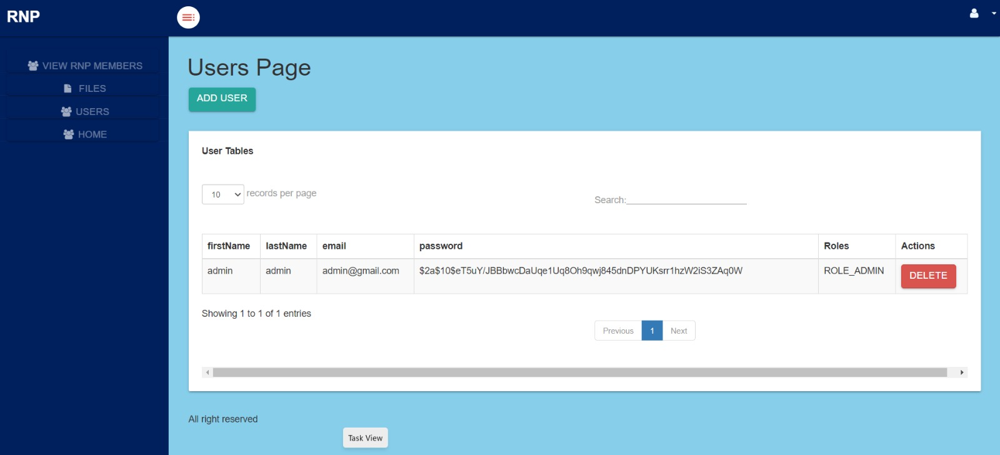 RNP
VIEW RNP MEMBERS
FILES
USERS
HOME
Users Page
ADD USER
User Tables
10 records per page
Search:
firstName lastName email password Roles Actions
admin admin admin@gmail.com $2a$10$eT5uY/JBBbwcDaUqe1Uq8Oh9qwj845dnDPYUKsrr1hzW2iS3ZAq0W ROLE_ADMIN DELETE
Showing 1 to 1 of 1 entries
Previous 1 Next
All right reserved
Task View